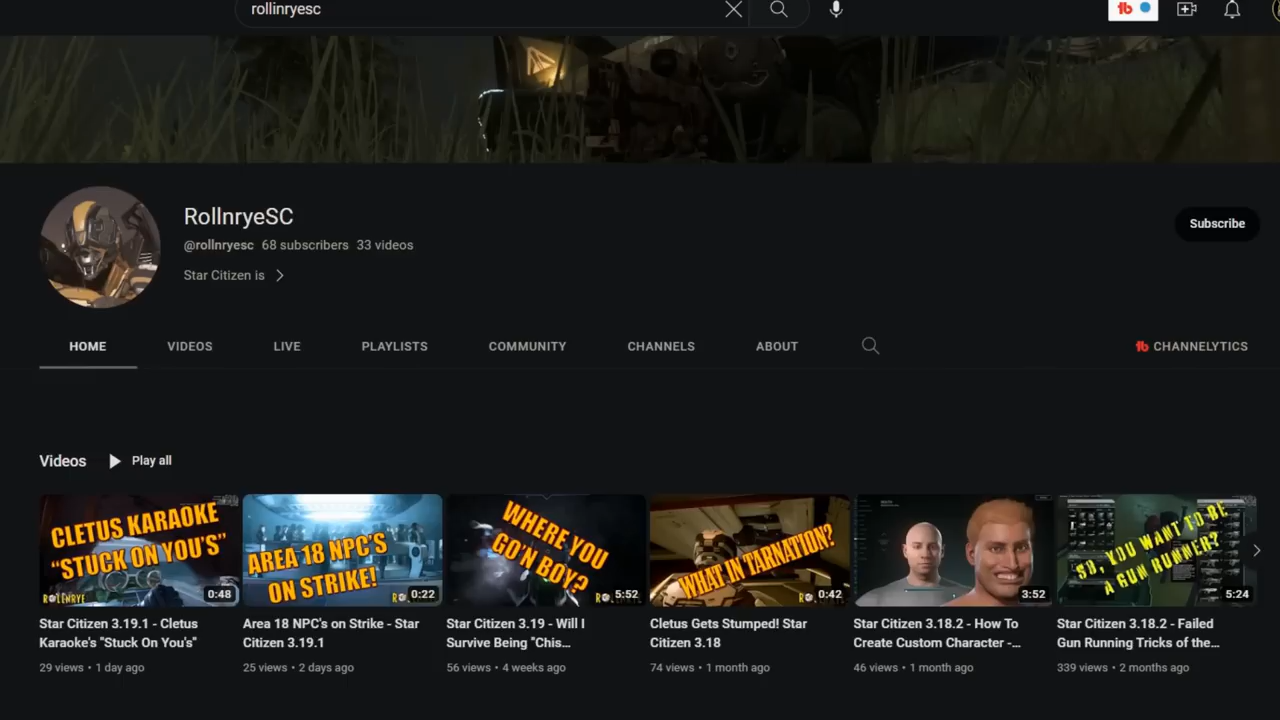 rollinryesc
RollnryeSC
@rollnryesc 68 subscribers 33 videos
Star Citizen is
Subscribe
HOME VIDEOS LIVE PLAYLISTS COMMUNITY CHANNELS ABOUT CHANNELYTICS
Videos Play all
CLETUS KARAOKE
"STUCK ON YOU'S"
ROLLNRYE
0:48
AREA 18 NPC'S
ON STRIKE!
0:22
WHERE YOU
GO'N BOY?
5:52
WHAT IN TARNATION?
0:42
3:52
SO, YOU WANT TO BE
A GUN RUNNER?
5:24
Star Citizen 3.19.1 - Cletus
Karaoke's "Stuck On You's"
29 views • 1 day ago
Area 18 NPC's on Strike - Star
Citizen 3.19.1
25 views • 2 days ago
Star Citizen 3.19 - Will I
Survive Being "Chis...
56 views • 4 weeks ago
Cletus Gets Stumped! Star
Citizen 3.18
74 views • 1 month ago
Star Citizen 3.18.2 - How To
Create Custom Character -...
46 views • 1 month ago
Star Citizen 3.18.2 - Failed
Gun Running Tricks of the...
339 views • 2 months ago